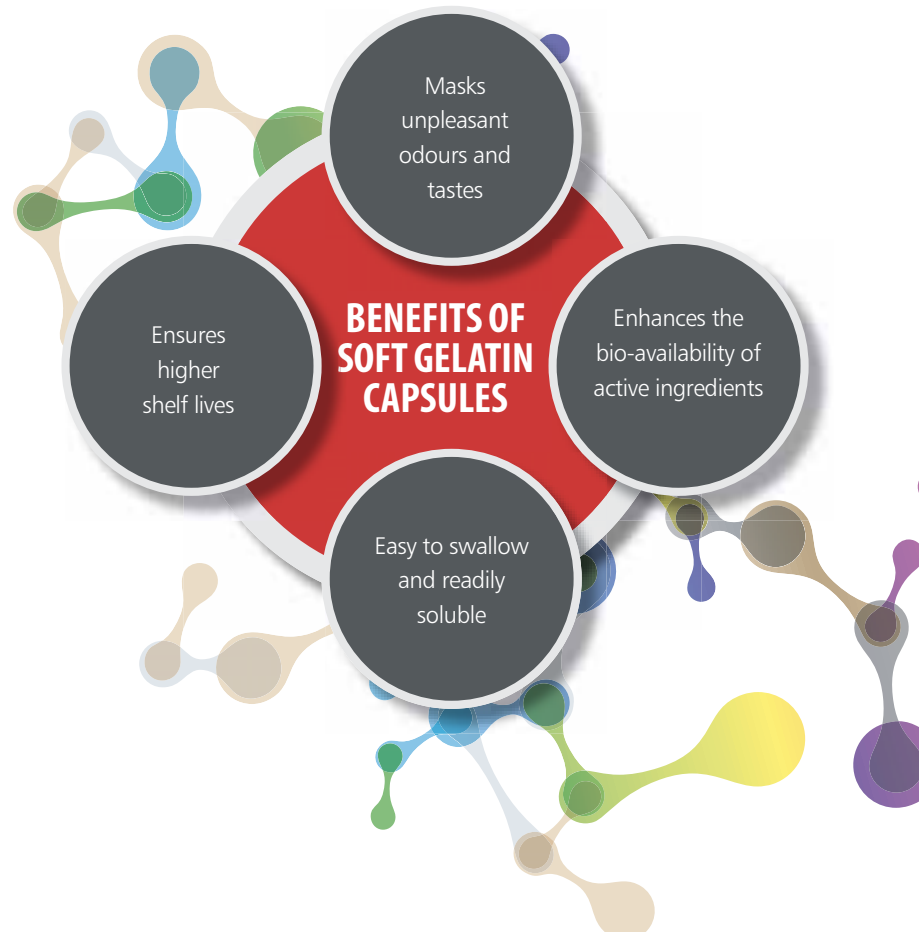 Masks
unpleasant
odours and
tastes
Ensures
higher
shelf lives
BENEFITS OF
SOFT GELATIN
CAPSULES
Enhances the
bio-availability of
active ingredients
Easy to swallow
and readily
soluble